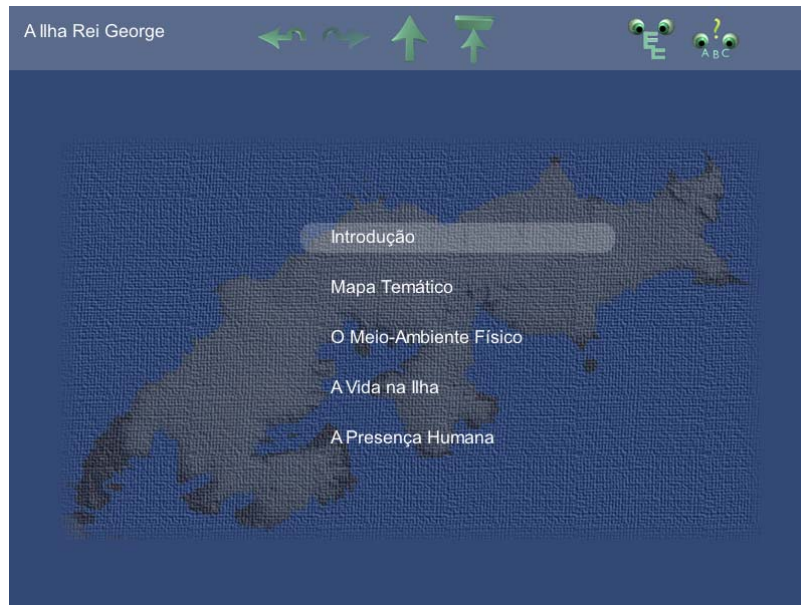 A Ilha Rei George
E
E
?
A B C
Introdução
Mapa Temático
O Meio-Ambiente Físico
A Vida na Ilha
A Presença Humana